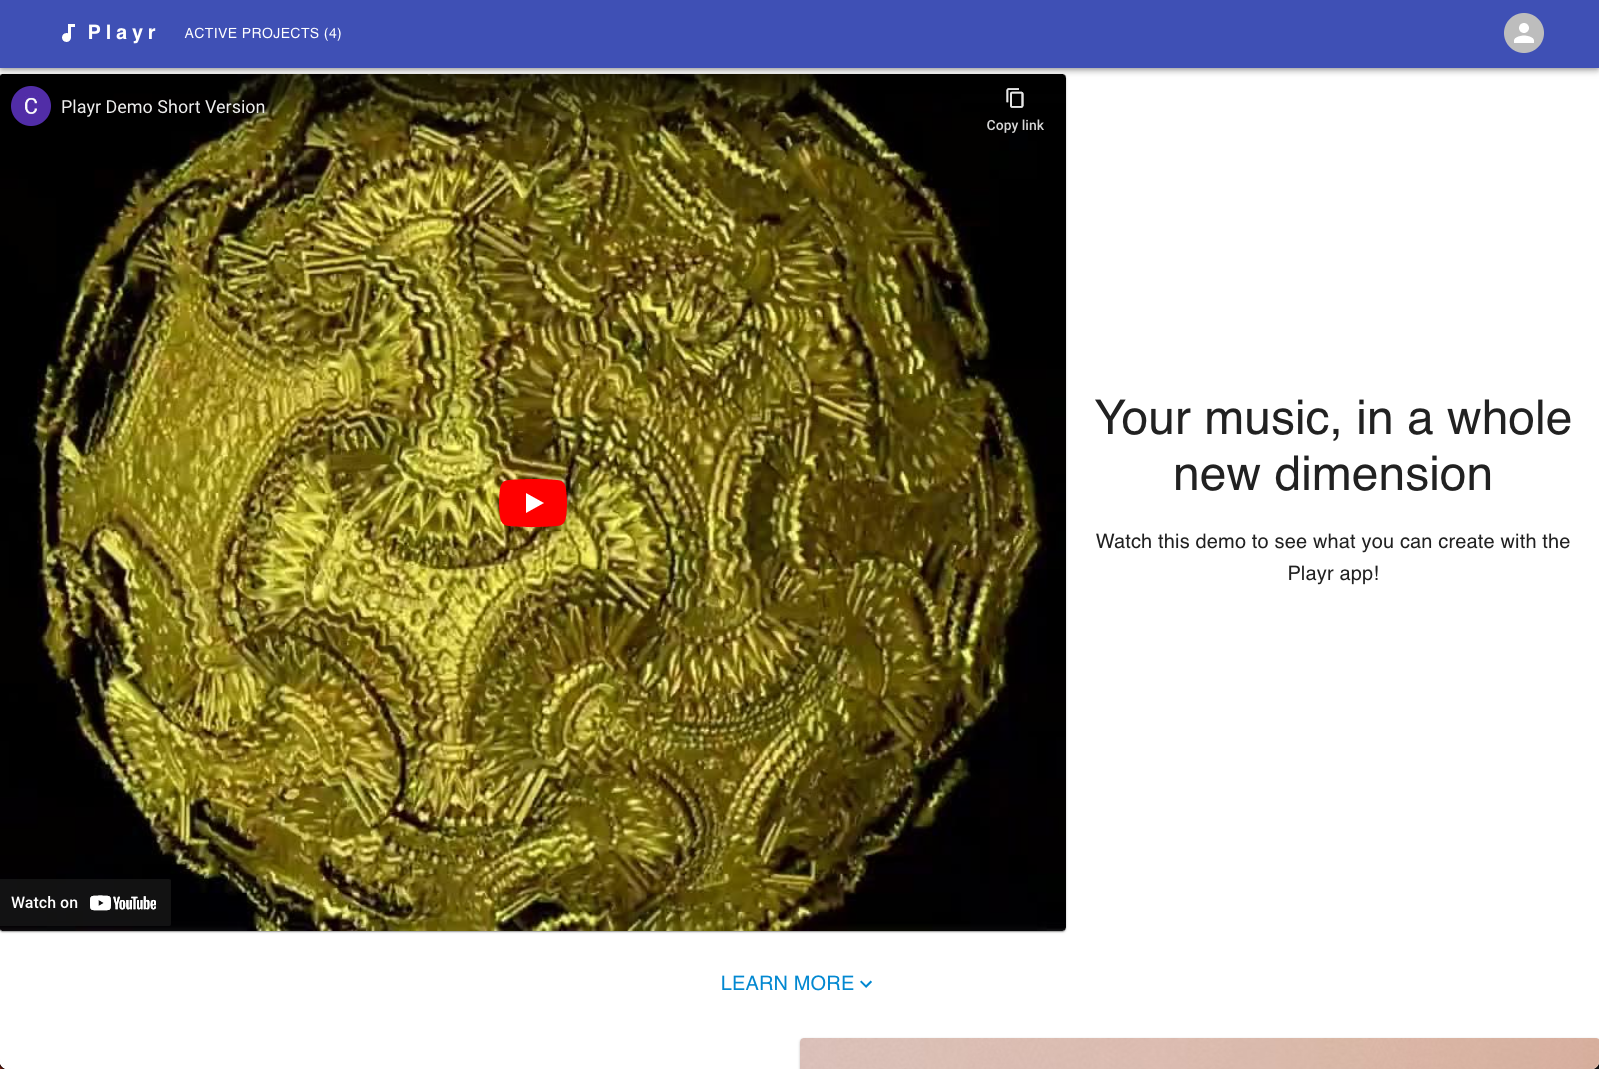 Playr ACTIVE PROJECTS (4)
C Playr Demo Short Version
Copy link
Your music, in a whole
new dimension
Watch this demo to see what you can create with the
Playr app!
Watch on YouTube
LEARN MORE